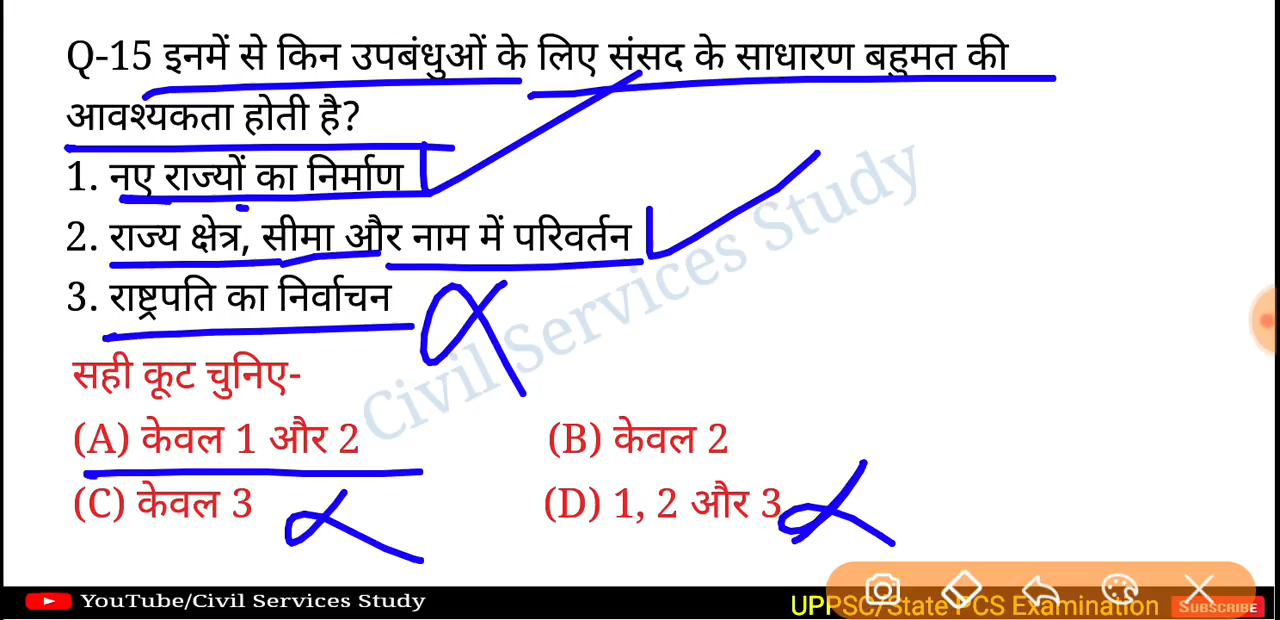 Q-15 इनमें से किन उपबंधुओं के लिए संसद के साधारण बहुमत की
आवश्यकता होती है?
1. नए राज्यों का निर्माण
2. राज्य क्षेत्र, सीमा और नाम में परिवर्तन
3. राष्ट्रपति का निर्वाचन
Civil Services Study
सही कूट चुनिए-
(A) केवल 1 और 2 (B) केवल 2
(C) केवल 3 (D) 1, 2 और 3
YouTube/Civil Services Study
UPPSC/State PCS Examination SUBSCRIBE